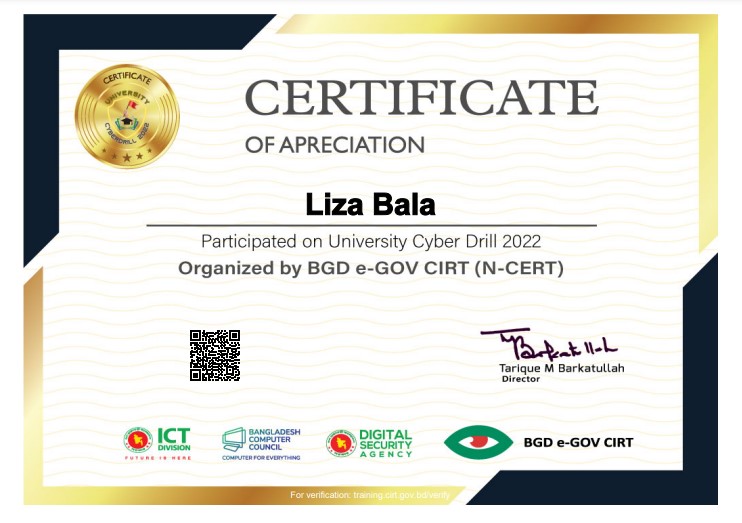 CERTIFICATE
UNIVERSITY
CYBERDRILL 2022
CERTIFICATE
OF APRECIATION
Liza Bala
Participated on University Cyber Drill 2022
Organized by BGD e-GOV CIRT (N-CERT)
Tarique M Barkatullah
Director
ICT
DIVISION
FUTURE IS HERE
BANGLADESH
COMPUTER
COUNCIL
COMPUTER FOR EVERYTHING
DIGITAL
SECURITY
AGENCY
BGD e-GOV CIRT
For verification: training.cirt.gov.bd/verify